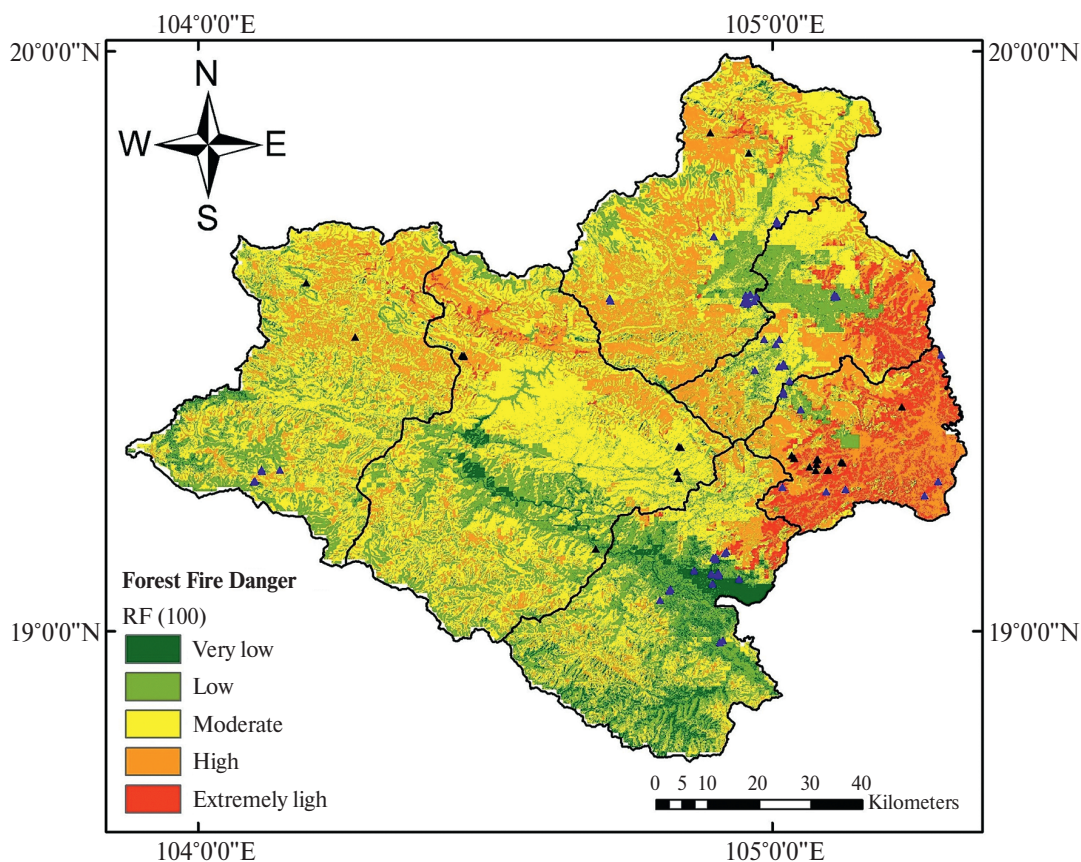 104°0'0"E 105°0'0"E
20°0'0"N 20°0'0"N
N
W E
S
Forest Fire Danger
RF (100)
Very low
Low
Moderate
High
Extremely ligh
19°0'0"N 19°0'0"N
0 5 10 20 30 40
Kilometers
104°0'0"E 105°0'0"E